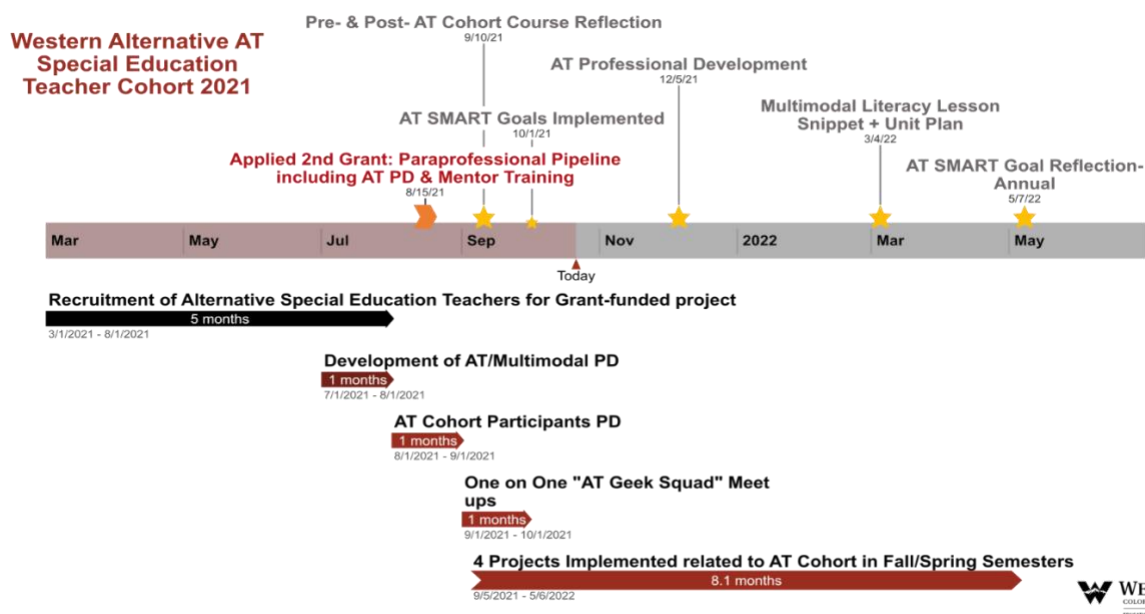 Western Alternative AT
Special Education
Teacher Cohort 2021
Pre- & Post- AT Cohort Course Reflection
9/10/21
AT Professional Development
12/5/21
AT SMART Goals Implemented
10/1/21
Multimodal Literacy Lesson
Snippet + Unit Plan
3/4/22
Applied 2nd Grant: Paraprofessional Pipeline
including AT PD & Mentor Training
8/15/21
AT SMART Goal Reflection-
Annual
5/7/22
Mar May Jul Sep Nov 2022 Mar May
Today
Recruitment of Alternative Special Education Teachers for Grant-funded project
5 months
3/1/2021 - 8/1/2021
Development of AT/Multimodal PD
1 months
7/1/2021 - 8/1/2021
AT Cohort Participants PD
1 months
8/1/2021 - 9/1/2021
One on One "AT Geek Squad" Meet
ups
1 months
9/1/2021 - 10/1/2021
4 Projects Implemented related to AT Cohort in Fall/Spring Semesters
8.1 months
9/5/2021 - 5/6/2022